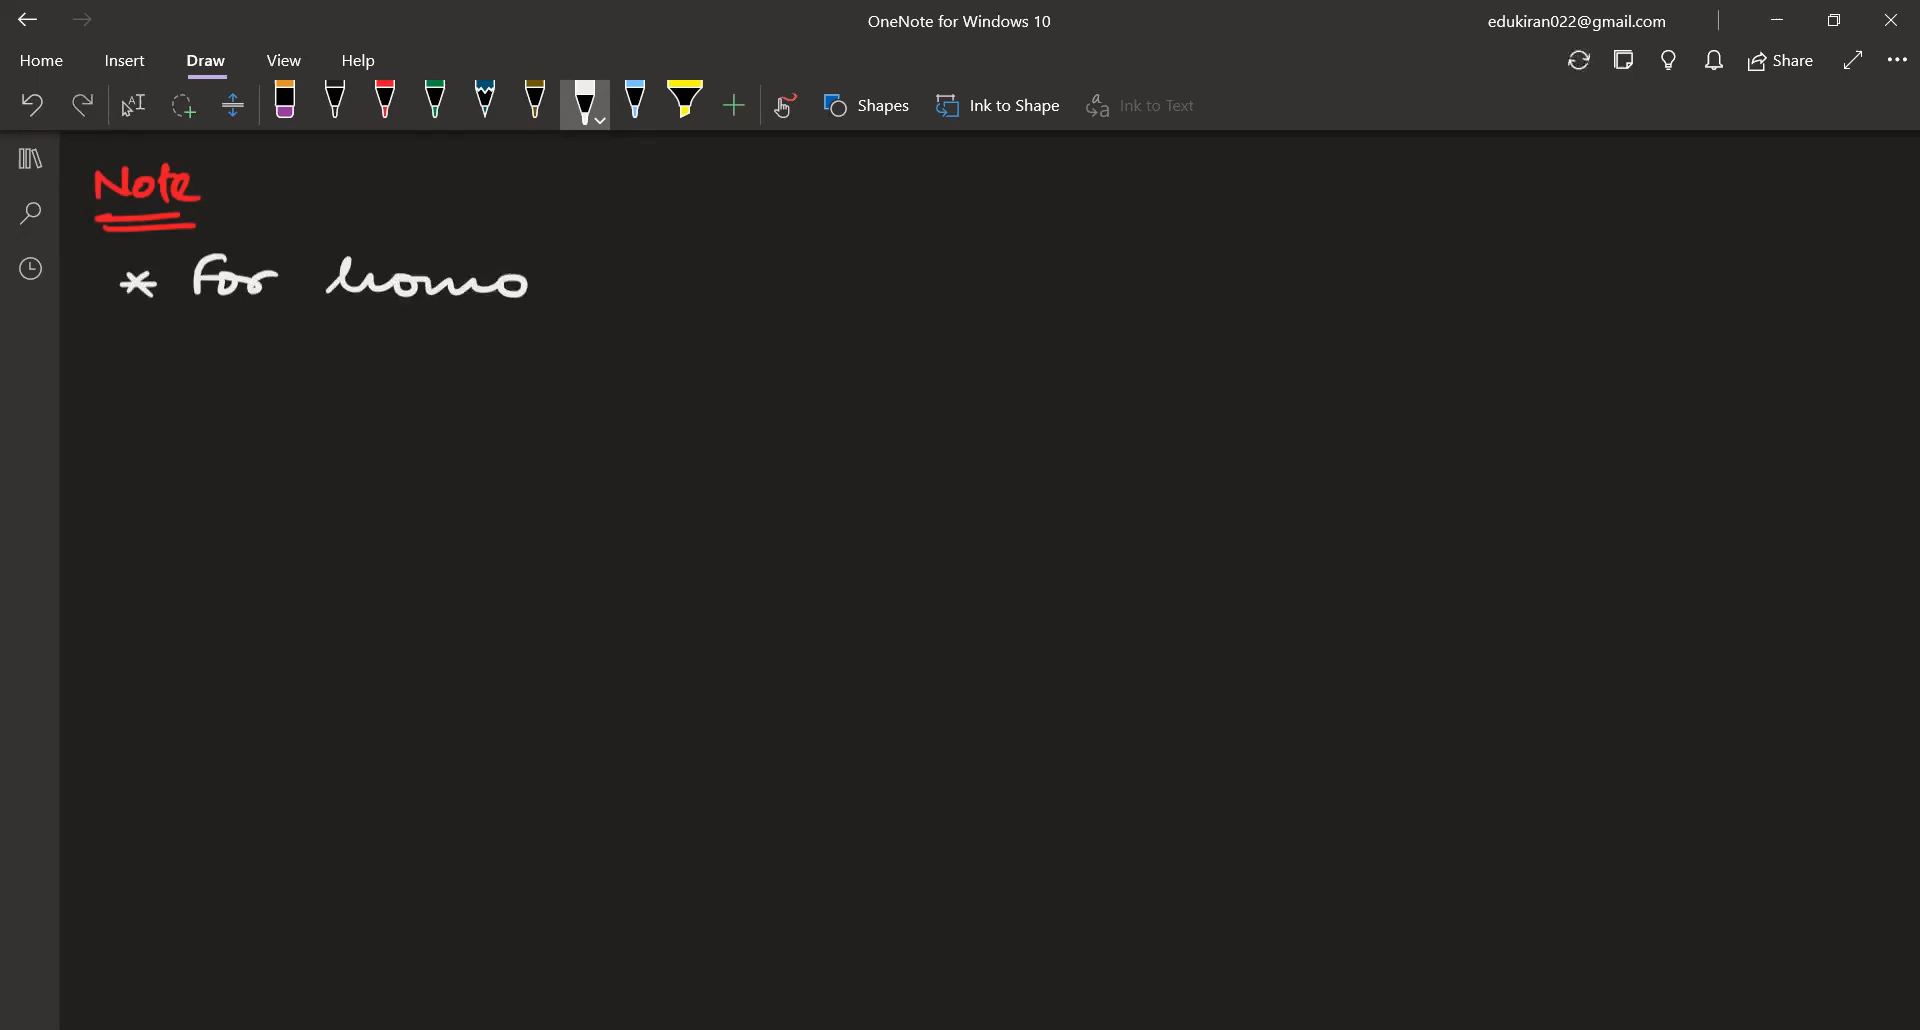 OneNote for Windows 10
edukiran022@gmail.com
Home Insert Draw View Help
Share
Shapes Ink to Shape Ink to Text
Note
* For homo